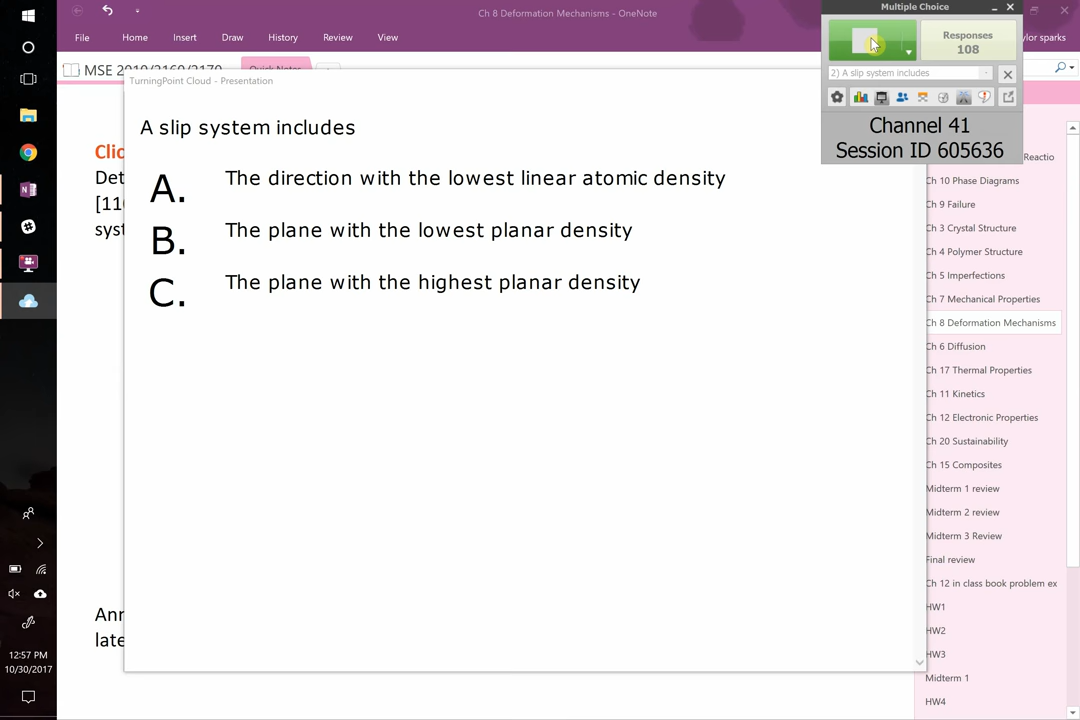 Ch 8 Deformation Mechanisms - OneNote
Multiple Choice
File Home Insert Draw History Review View
ylor sparks
Responses
108
MSE 2010/2160/2170
Quick Notes
2) A slip system includes
TurningPoint Cloud - Presentation
Channel 41
Session ID 605636
A slip system includes
A. The direction with the lowest linear atomic density
B. The plane with the lowest planar density
C. The plane with the highest planar density
Clic
Det
[110
syst
Ann
late
Reactio
Ch 10 Phase Diagrams
Ch 9 Failure
Ch 3 Crystal Structure
Ch 4 Polymer Structure
Ch 5 Imperfections
Ch 7 Mechanical Properties
Ch 8 Deformation Mechanisms
Ch 6 Diffusion
Ch 17 Thermal Properties
Ch 11 Kinetics
Ch 12 Electronic Properties
Ch 20 Sustainability
Ch 15 Composites
Midterm 1 review
Midterm 2 review
Midterm 3 Review
Final review
Ch 12 in class book problem ex
HW1
HW2
HW3
Midterm 1
HW4
12:57 PM
10/30/2017